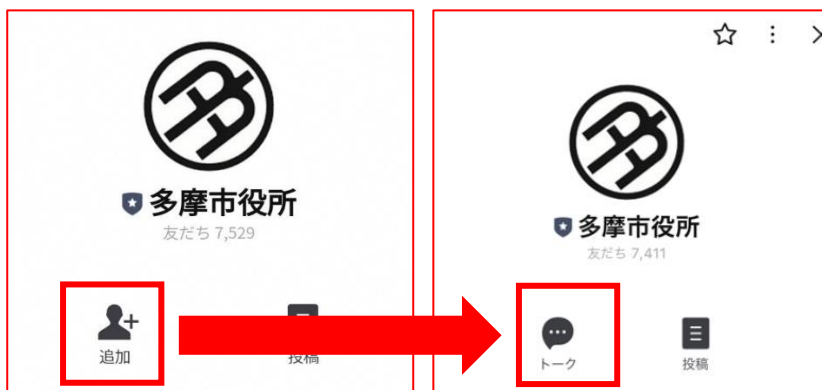 多摩市役所
友だち 7,529
追加
投稿
多摩市役所
友だち 7,411
トーク
投稿